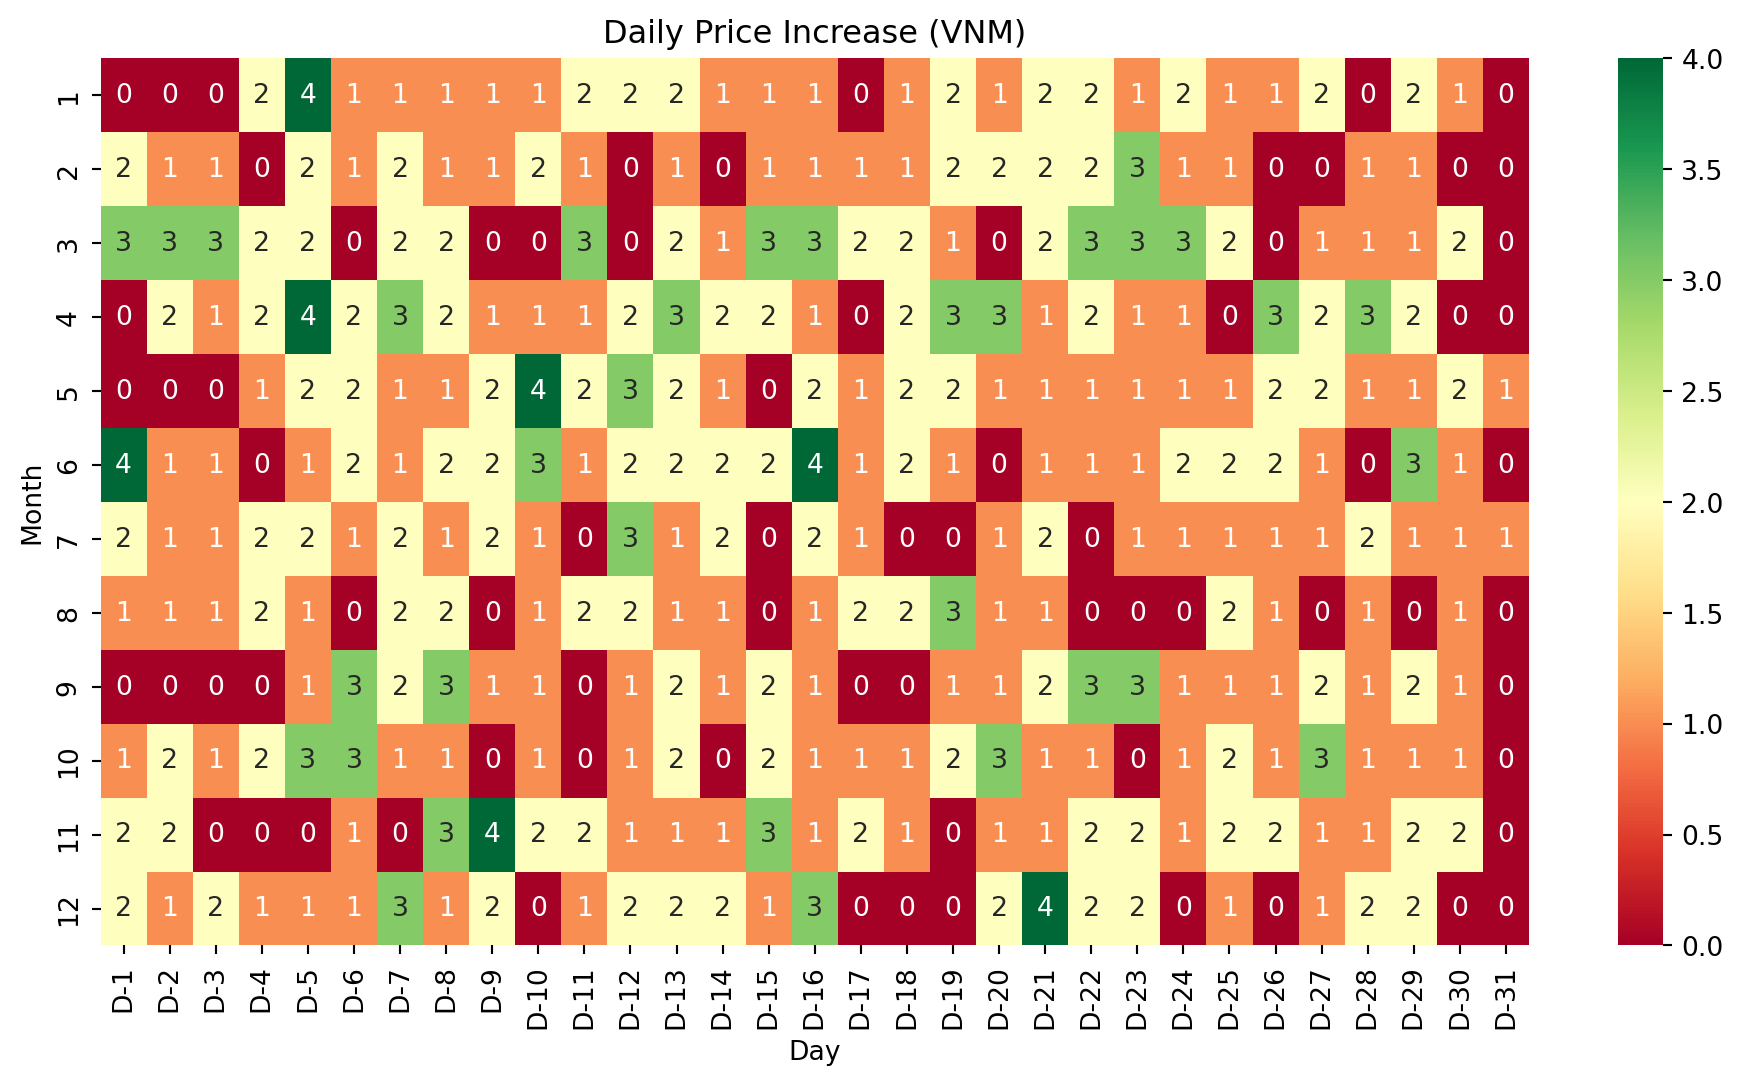 Daily Price Increase (VNM)
Month
1 0 0 0 2 4 1 1 1 1 1 2 2 2 1 1 1 0 1 2 1 2 2 1 2 1 1 2 0 2 1 0
2 2 1 1 0 2 1 2 1 1 2 1 0 1 0 1 1 1 1 2 2 2 2 3 1 1 0 0 1 1 0 0
3 3 3 3 2 2 0 2 2 0 0 3 0 2 1 3 3 2 2 1 0 2 3 3 3 2 0 1 1 1 2 0
4 0 2 1 2 4 2 3 2 1 1 1 2 3 2 2 1 0 2 3 3 1 2 1 1 0 3 2 3 2 0 0
5 0 0 0 1 2 2 1 1 2 4 2 3 2 1 0 2 1 2 2 1 1 1 1 1 1 2 2 1 1 2 1
6 4 1 1 0 1 2 1 2 2 3 1 2 2 2 2 4 1 2 1 0 1 1 1 2 2 2 1 0 3 1 0
7 2 1 1 2 2 1 2 1 2 1 0 3 1 2 0 2 1 0 0 1 2 0 1 1 1 1 1 2 1 1 1
8 1 1 1 2 1 0 2 2 0 1 2 2 1 1 0 1 2 2 3 1 1 0 0 0 2 1 0 1 0 1 0
9 0 0 0 0 1 3 2 3 1 1 0 1 2 1 2 1 0 0 1 1 2 3 3 1 1 1 2 1 2 1 0
10 1 2 1 2 3 3 1 1 0 1 0 1 2 0 2 1 1 1 2 3 1 1 0 1 2 1 3 1 1 1 0
11 2 2 0 0 0 1 0 3 4 2 2 1 1 1 3 1 2 1 0 1 1 2 2 1 2 2 1 1 2 2 0
12 2 1 2 1 1 1 3 1 2 0 1 2 2 2 1 3 0 0 0 2 4 2 2 0 1 0 1 2 2 0 0
D-1 D-2 D-3 D-4 D-5 D-6 D-7 D-8 D-9 D-10 D-11 D-12 D-13 D-14 D-15 D-16 D-17 D-18 D-19 D-20 D-21 D-22 D-23 D-24 D-25 D-26 D-27 D-28 D-29 D-30 D-31
Day
4.0
3.5
3.0
2.5
2.0
1.5
1.0
0.5
0.0